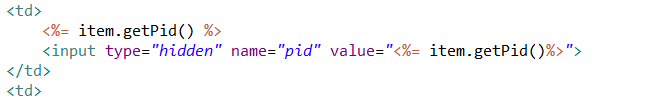 <td>
<%= item.getPid() %>
<input type="hidden" name="pid" value="<%= item.getPid()%>">
</td>
<td>